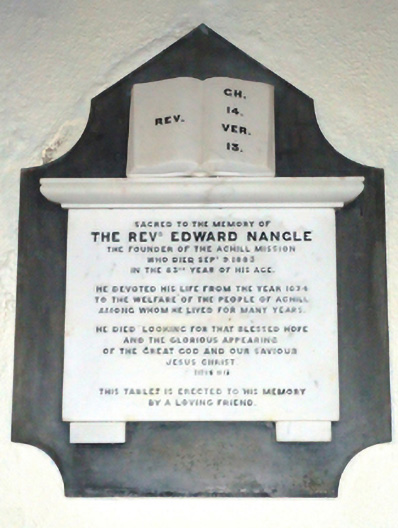 REV.
CH.
14.
VER.
13.
SACRED TO THE MEMORY OF
THE REVD EDWARD NANGLE
THE FOUNDER OF THE ACHILL MISSION
WHO DIED SEPT 9 1883
IN THE 83RD YEAR OF HIS AGE.
HE DEVOTED HIS LIFE FROM THE YEAR 1834
TO THE WELFARE OF THE PEOPLE OF ACHILL
AMONG WHOM HE LIVED FOR MANY YEARS.
HE DIED "LOOKING FOR THAT BLESSED HOPE
AND THE GLORIOUS APPEARING
OF THE GREAT GOD AND OUR SAVIOUR
JESUS CHRIST
THIS TABLET IS ERECTED TO HIS MEMORY
BY A LOVING FRIEND.